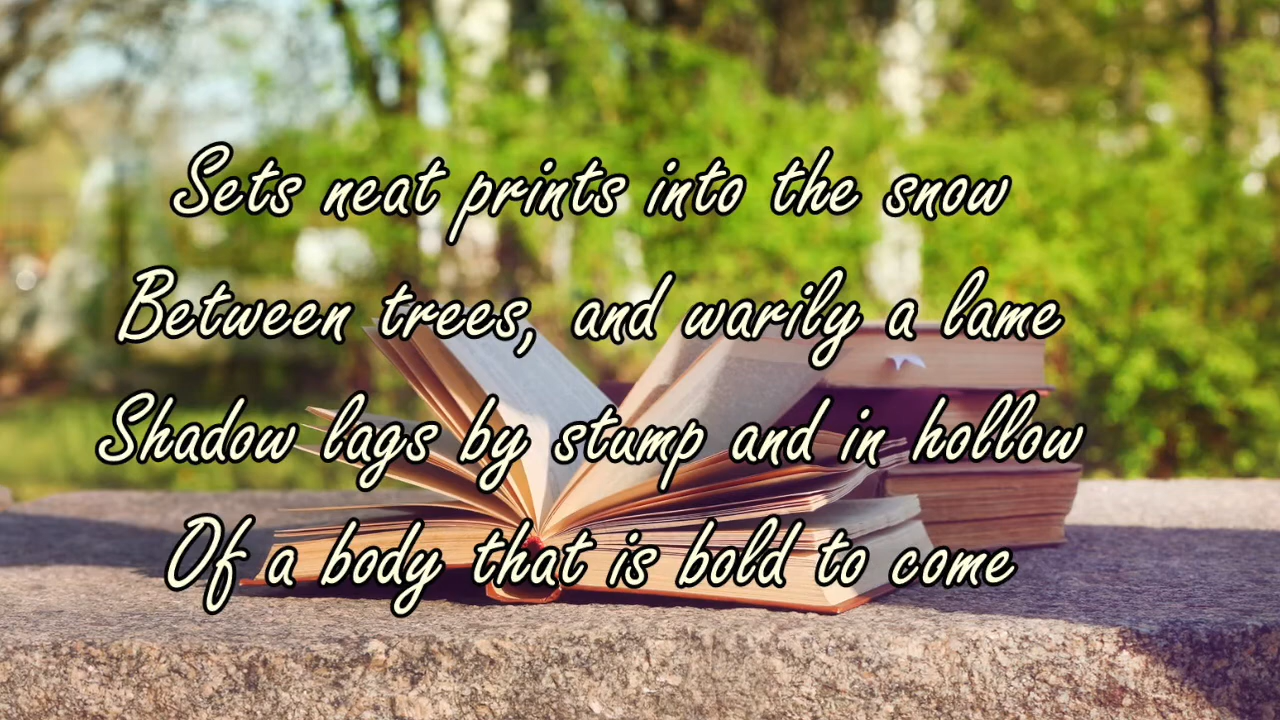 Sets neat prints into the snow
Between trees, and warily a lame
Shadow lags by stump and in hollow
Of a body that is bold to come